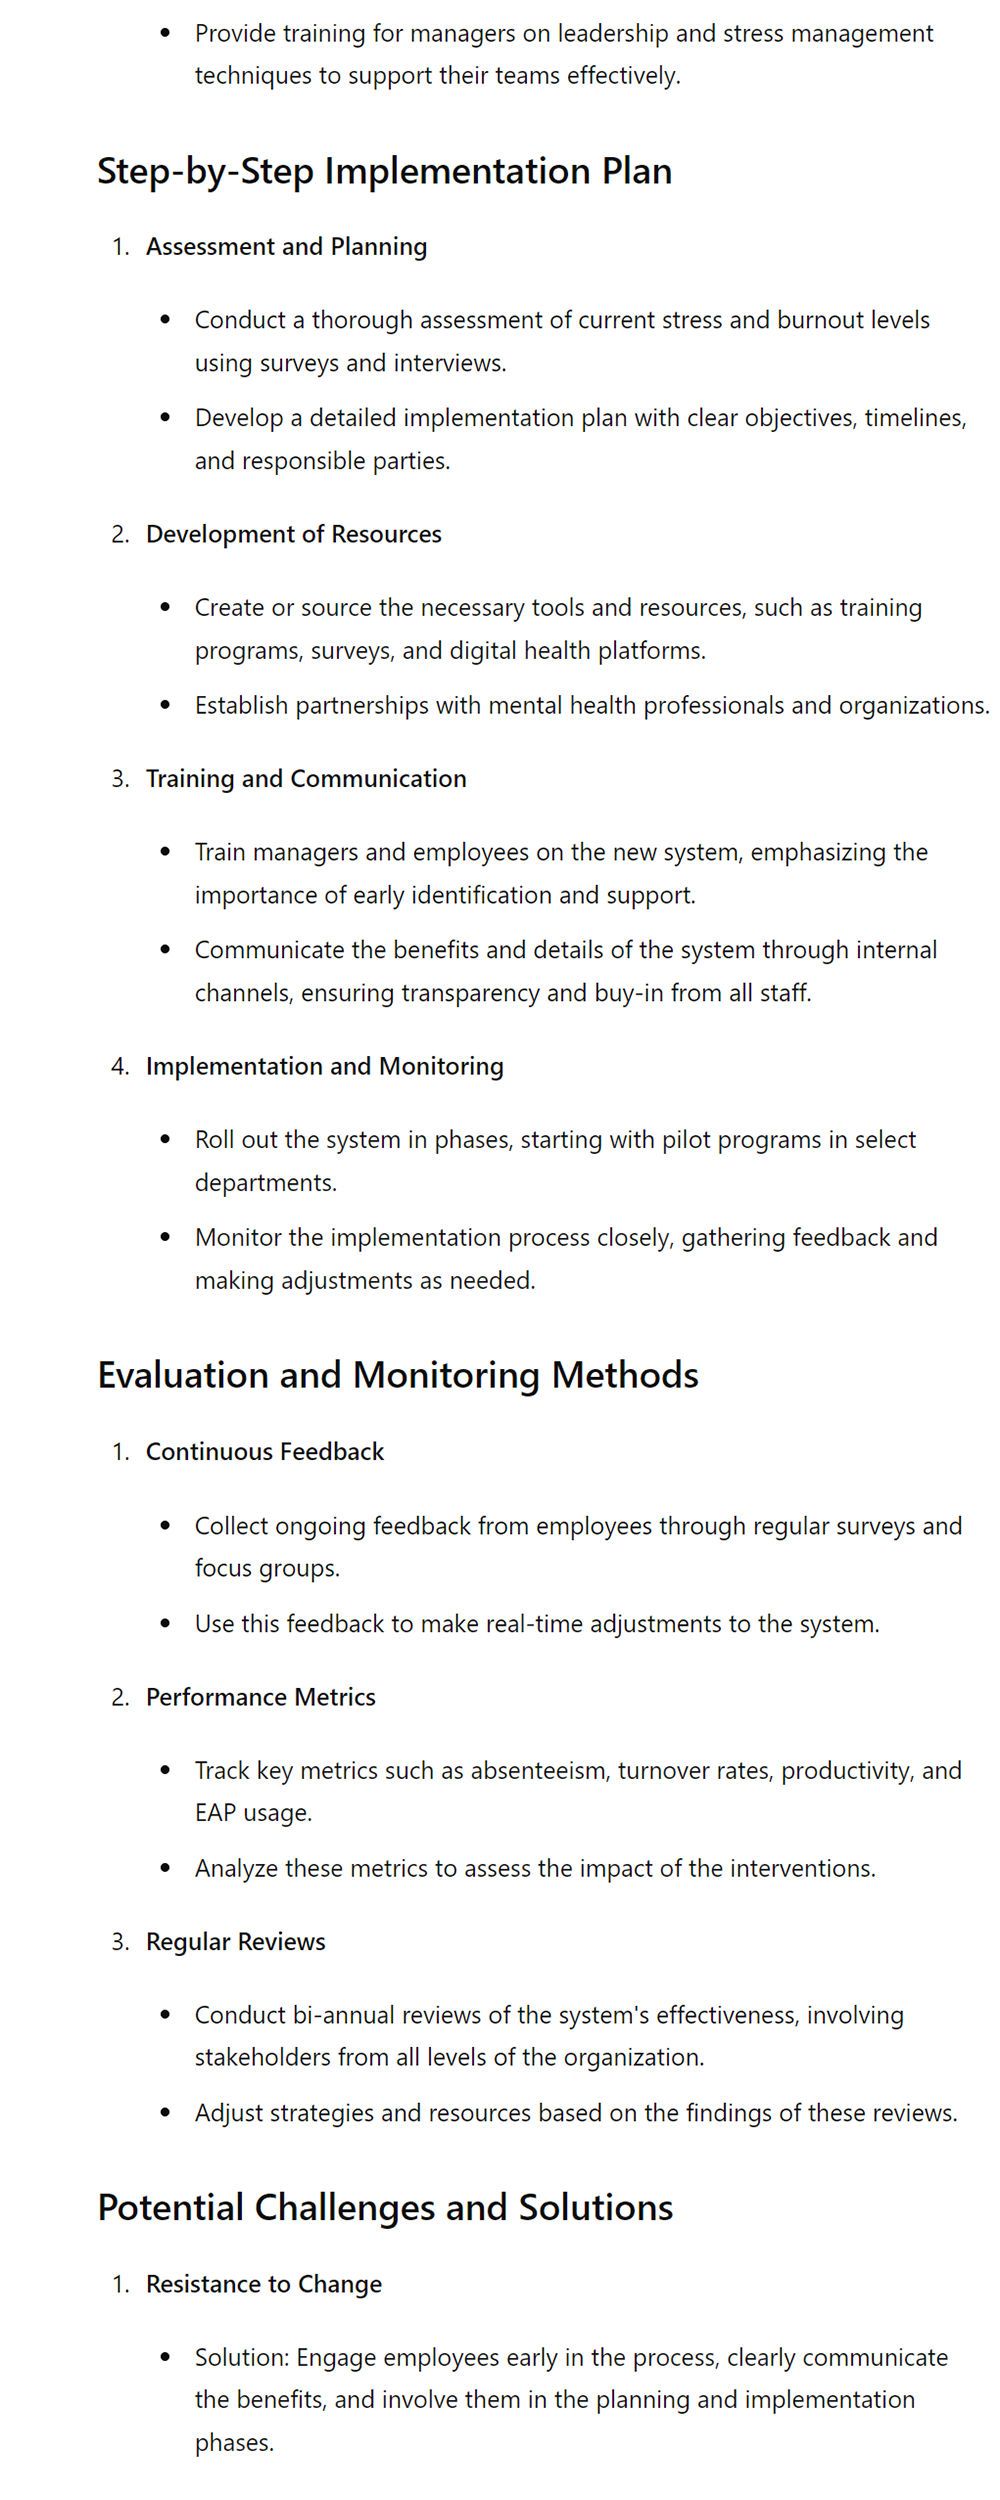 • Provide training for managers on leadership and stress management
techniques to support their teams effectively.
Step-by-Step Implementation Plan
1. Assessment and Planning
• Conduct a thorough assessment of current stress and burnout levels
using surveys and interviews.
• Develop a detailed implementation plan with clear objectives, timelines,
and responsible parties.
2. Development of Resources
• Create or source the necessary tools and resources, such as training
programs, surveys, and digital health platforms.
• Establish partnerships with mental health professionals and organizations.
3. Training and Communication
• Train managers and employees on the new system, emphasizing the
importance of early identification and support.
• Communicate the benefits and details of the system through internal
channels, ensuring transparency and buy-in from all staff.
4. Implementation and Monitoring
• Roll out the system in phases, starting with pilot programs in select
departments.
• Monitor the implementation process closely, gathering feedback and
making adjustments as needed.
Evaluation and Monitoring Methods
1. Continuous Feedback
• Collect ongoing feedback from employees through regular surveys and
focus groups.
• Use this feedback to make real-time adjustments to the system.
2. Performance Metrics
• Track key metrics such as absenteeism, turnover rates, productivity, and
EAP usage.
• Analyze these metrics to assess the impact of the interventions.
3. Regular Reviews
• Conduct bi-annual reviews of the system's effectiveness, involving
stakeholders from all levels of the organization.
• Adjust strategies and resources based on the findings of these reviews.
Potential Challenges and Solutions
1. Resistance to Change
• Solution: Engage employees early in the process, clearly communicate
the benefits, and involve them in the planning and implementation
phases.